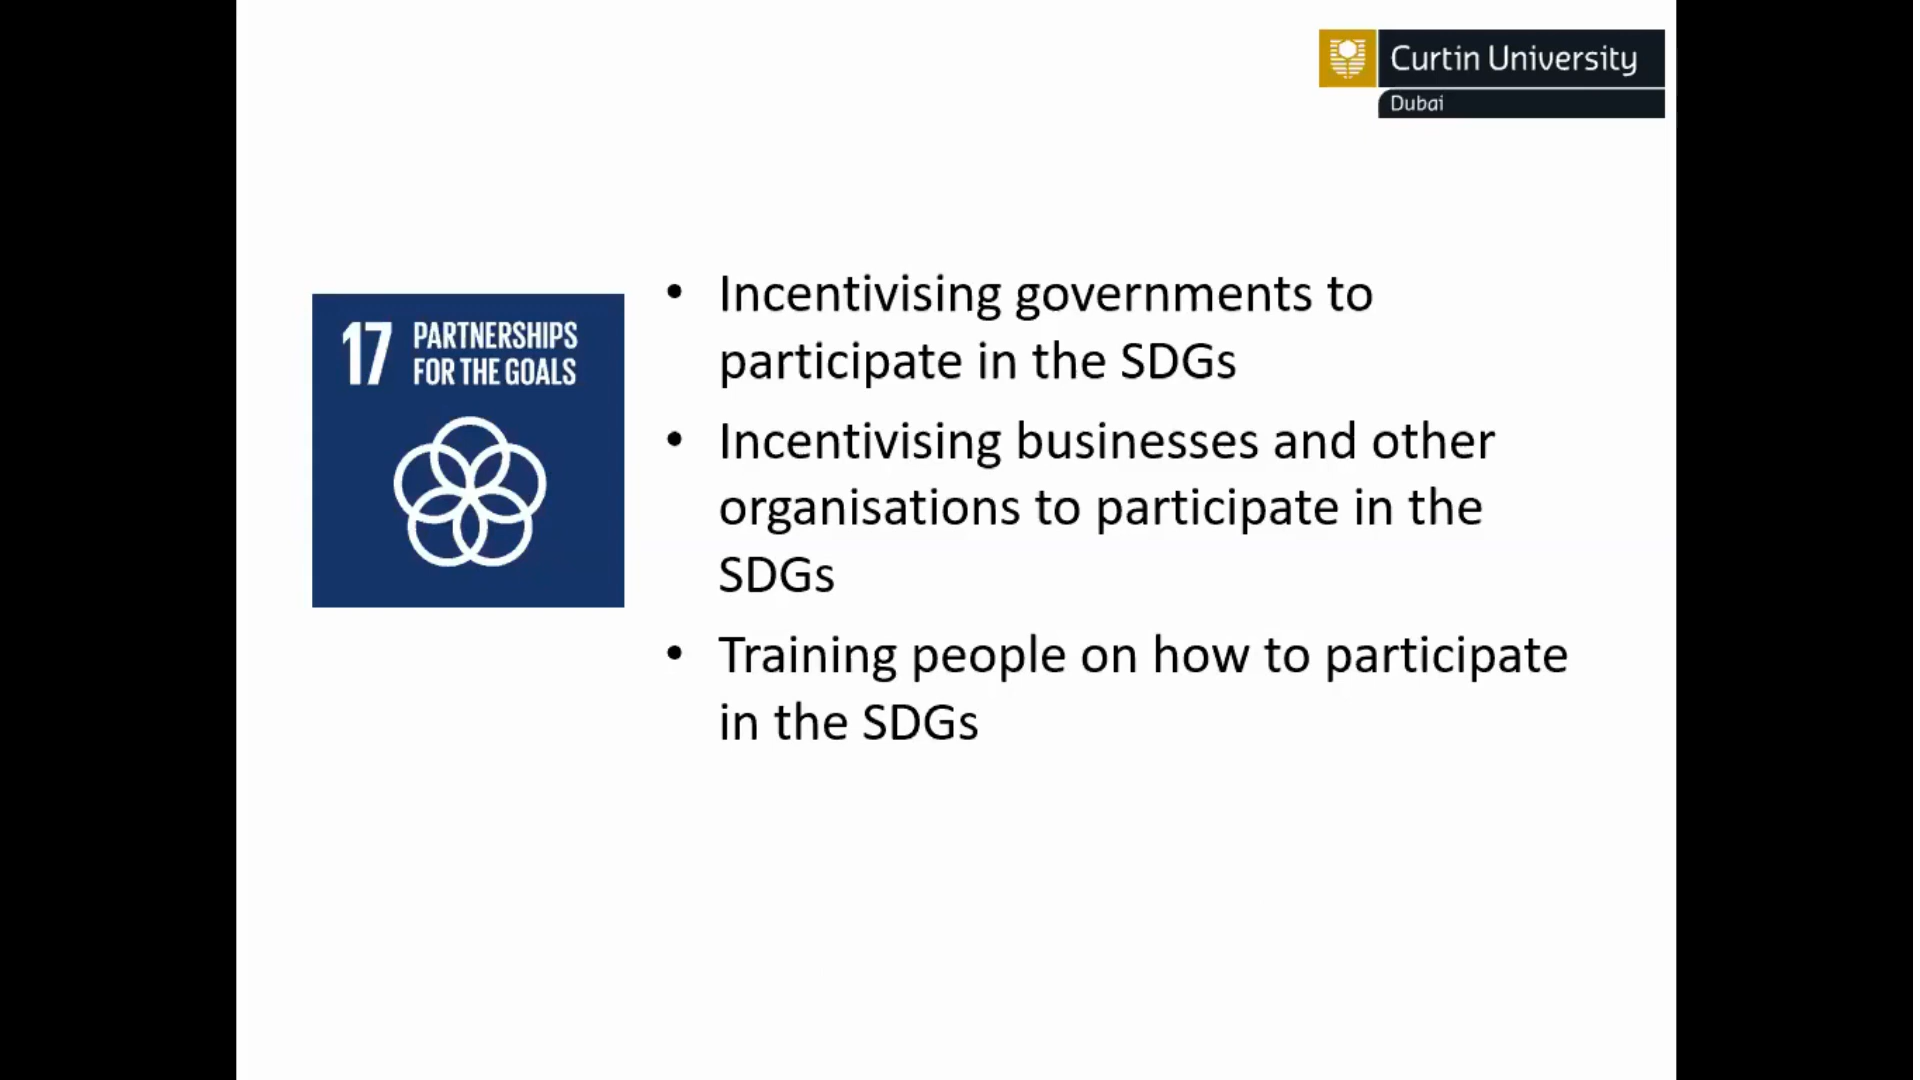 Curtin University
Dubai
17 PARTNERSHIPS
FOR THE GOALS
• Incentivising governments to
participate in the SDGs
• Incentivising businesses and other
organisations to participate in the
SDGs
• Training people on how to participate
in the SDGs